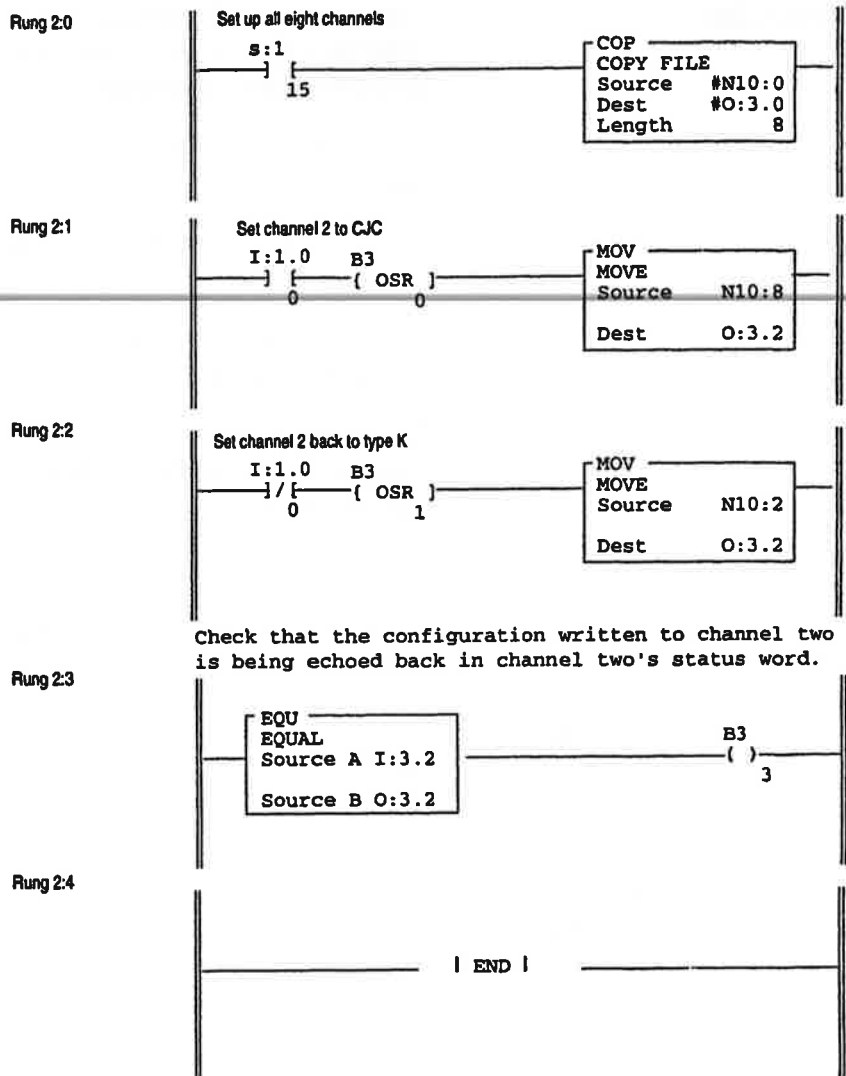 Rung 2:0
Set up all eight channels
s:1
] [
15
COP
COPY FILE
Source #N10:0
Dest #O:3.0
Length 8
Rung 2:1
Set channel 2 to CJC
I:1.0 B3
] [ [ OSR ]
0 0
MOV
MOVE
Source N10:8
Dest O:3.2
Rung 2:2
Set channel 2 back to type K
I:1.0 B3
]/[ [ OSR ]
0 1
MOV
MOVE
Source N10:2
Dest O:3.2
Check that the configuration written to channel two
is being echoed back in channel two's status word.
Rung 2:3
EQU
EQUAL
Source A I:3.2
Source B O:3.2
B3
( )
3
Rung 2:4
| END |